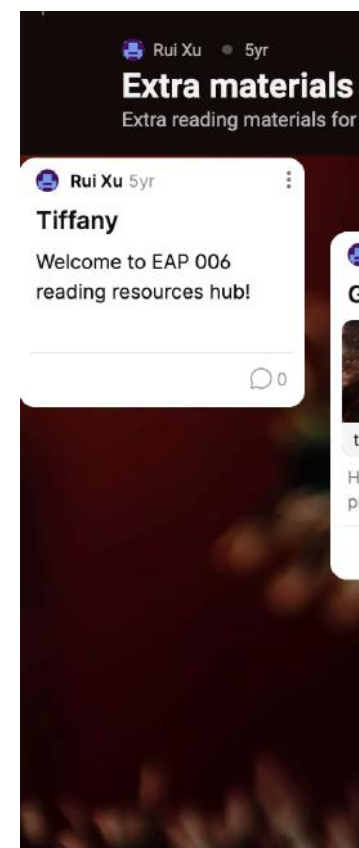 Rui Xu 5yr
Extra materials
Extra reading materials for
Rui Xu 5yr
Tiffany
Welcome to EAP 006
reading resources hub!
0